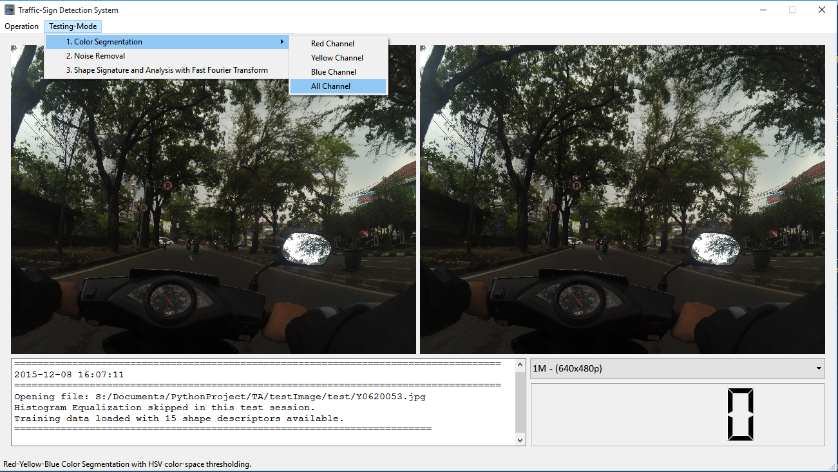 Traffic-Sign Detection System
Operation Testing-Mode
1. Color Segmentation
2. Noise Removal
3. Shape Signature and Analysis with Fast Fourier Transform
Red Channel
Yellow Channel
Blue Channel
All Channel
================================================================================
2015-12-08 16:07:11
================================================================================
Opening file: S:/Documents/PythonProject/TA/testImage/test/Y0620053.jpg
Histogram Equalization skipped in this test session.
Training data loaded with 15 shape descriptors available.
=====================================================================
1M - (640x480p)
0
Red-Yellow-Blue Color Segmentation with HSV color-space thresholding.